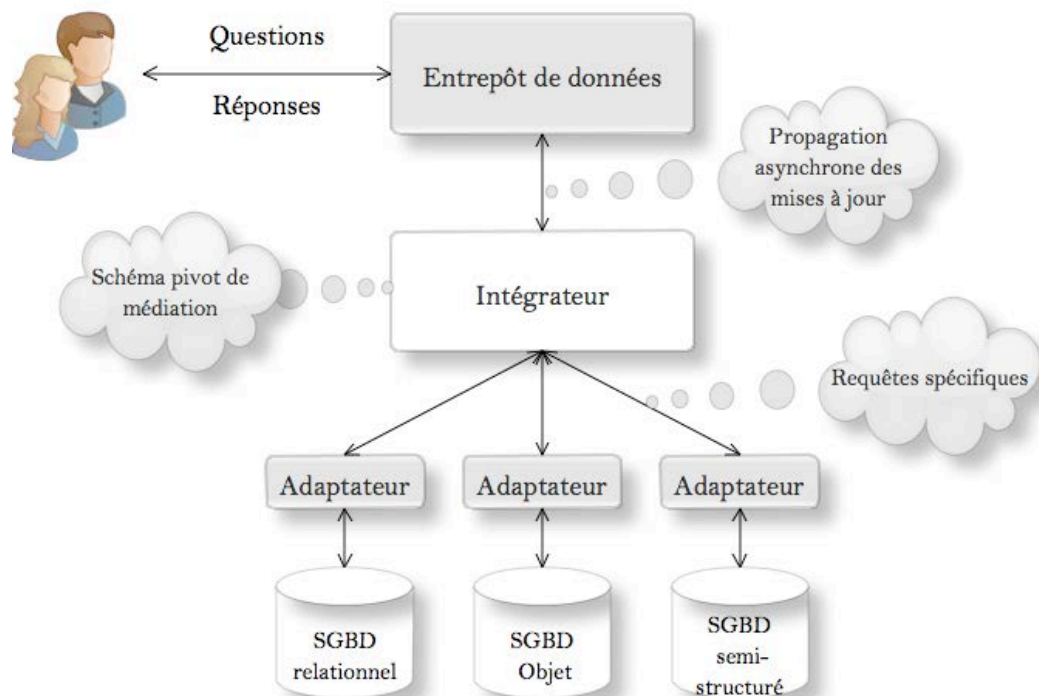 Questions
Réponses
Entrepôt de données
Propagation
asynchrone des
mises à jour
Schéma pivot de
médiation
Intégrateur
Requêtes spécifiques
Adaptateur
Adaptateur
Adaptateur
SGBD
relationnel
SGBD
Objet
SGBD
semi-
structuré